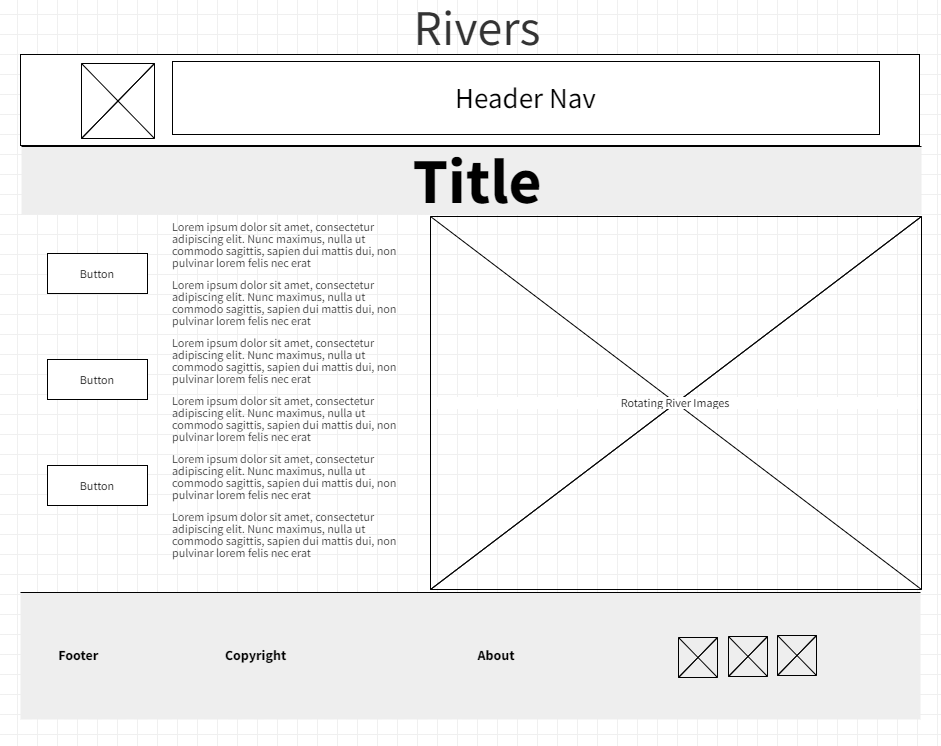 Rivers
Header Nav
Title
Button
Button
Button
Lorem ipsum dolor sit amet, consectetur
adipiscing elit. Nunc maximus, nulla ut
commodo sagittis, sapien dui mattis dui, non
pulvinar lorem felis nec erat
Lorem ipsum dolor sit amet, consectetur
adipiscing elit. Nunc maximus, nulla ut
commodo sagittis, sapien dui mattis dui, non
pulvinar lorem felis nec erat
Lorem ipsum dolor sit amet, consectetur
adipiscing elit. Nunc maximus, nulla ut
commodo sagittis, sapien dui mattis dui, non
pulvinar lorem felis nec erat
Lorem ipsum dolor sit amet, consectetur
adipiscing elit. Nunc maximus, nulla ut
commodo sagittis, sapien dui mattis dui, non
pulvinar lorem felis nec erat
Lorem ipsum dolor sit amet, consectetur
adipiscing elit. Nunc maximus, nulla ut
commodo sagittis, sapien dui mattis dui, non
pulvinar lorem felis nec erat
Lorem ipsum dolor sit amet, consectetur
adipiscing elit. Nunc maximus, nulla ut
commodo sagittis, sapien dui mattis dui, non
pulvinar lorem felis nec erat
Rotating River Images
Footer
Copyright
About